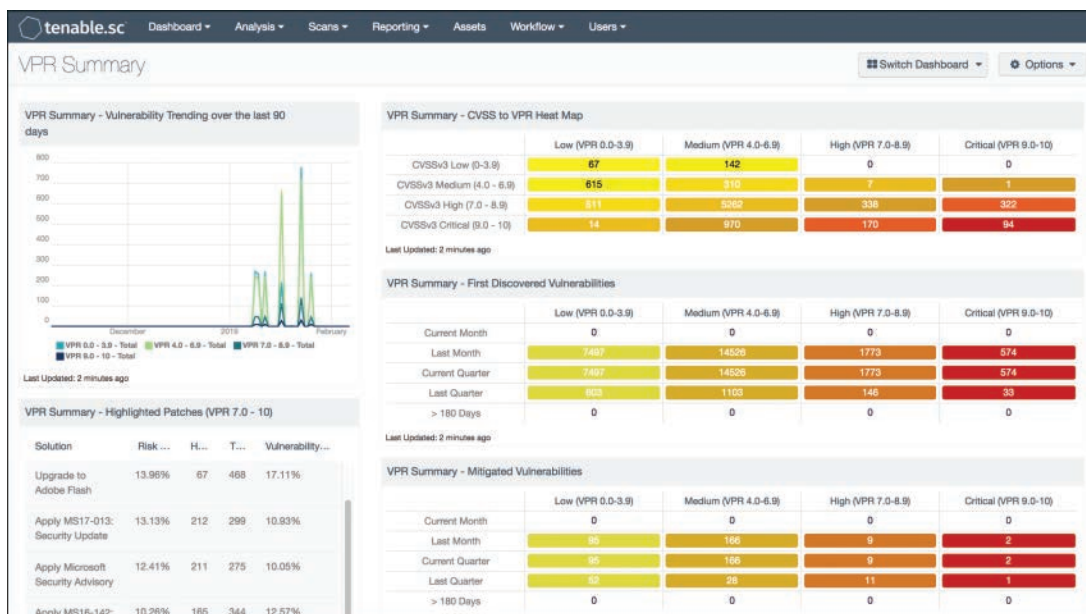 tenable.sc Dashboard Analysis Scans Reporting Assets Workflow Users
VPR Summary
Switch Dashboard Options
VPR Summary - Vulnerability Trending over the last 90
days
800
700
600
500
400
300
200
100
0
December 2019 February
VPR 0.0 - 3.9 - Total VPR 4.0 - 6.9 - Total VPR 7.0 - 8.9 - Total
VPR 9.0 - 10 - Total
Last Updated: 2 minutes ago
VPR Summary - Highlighted Patches (VPR 7.0 - 10)
Solution Risk ... H... T... Vulnerability...
Upgrade to
Adobe Flash
13.96% 67 468 17.11%
Apply MS17-013:
Security Update
13.13% 212 299 10.93%
Apply Microsoft
Security Advisory
12.41% 211 275 10.05%
Apply MS16-142: 10.26% 165 344 12.57%
VPR Summary - CVSS to VPR Heat Map
Low (VPR 0.0-3.9) Medium (VPR 4.0-6.9) High (VPR 7.0-8.9) Critical (VPR 9.0-10)
CVSSv3 Low (0-3.9) 67 142 0 0
CVSSv3 Medium (4.0 - 6.9) 615 310 7 1
CVSSv3 High (7.0 - 8.9) 5262 338 322
CVSSv3 Critical (9.0 - 10) 14 970 170 94
Last Updated: 2 minutes ago
VPR Summary - First Discovered Vulnerabilities
Low (VPR 0.0-3.9) Medium (VPR 4.0-6.9) High (VPR 7.0-8.9) Critical (VPR 9.0-10)
Current Month 0 0 0 0
Last Month 7497 14526 1773 574
Current Quarter 7497 14526 1773 574
Last Quarter 603 1103 146 33
> 180 Days 0 0 0 0
Last Updated: 2 minutes ago
VPR Summary - Mitigated Vulnerabilities
Low (VPR 0.0-3.9) Medium (VPR 4.0-6.9) High (VPR 7.0-8.9) Critical (VPR 9.0-10)
Current Month 0 0 0 0
Last Month 95 166 9 2
Current Quarter 95 166 9 2
Last Quarter 52 28 11 1
> 180 Days 0 0 0 0